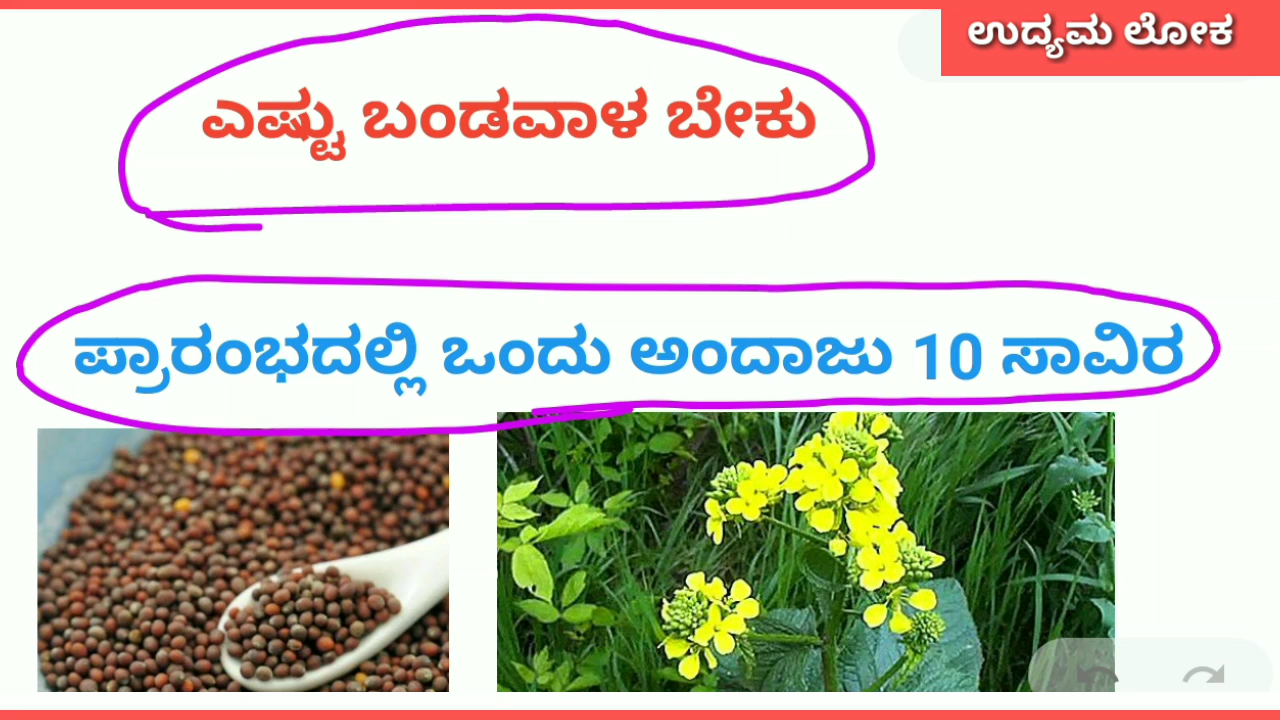 ಉದ್ಯಮ ಲೋಕ
ಎಷ್ಟು ಬಂಡವಾಳ ಬೇಕು
ಪ್ರಾರಂಭದಲ್ಲಿ ಒಂದು ಅಂದಾಜು 10 ಸಾವಿರ